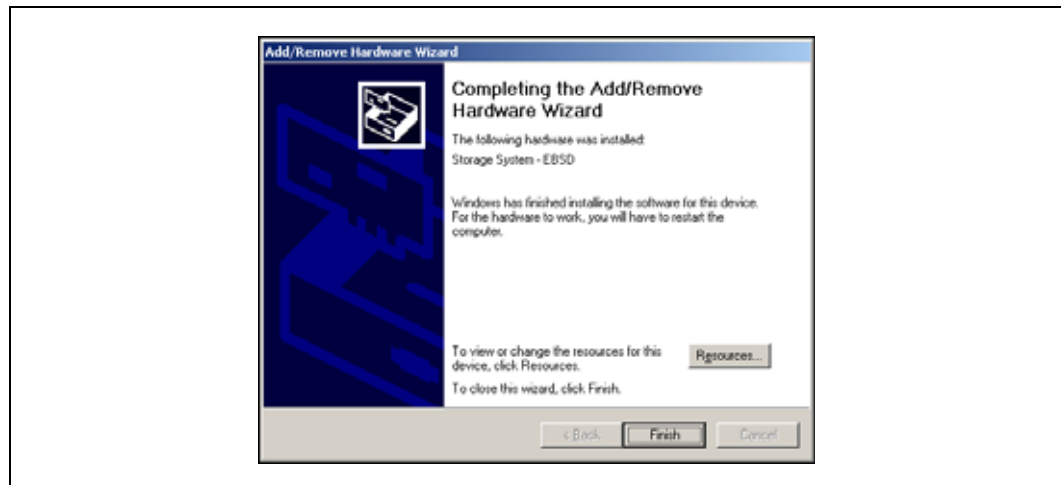 Add/Remove Hardware Wizard
Completing the Add/Remove
Hardware Wizard
The following hardware was installed:
Storage System - EBSD
Windows has finished installing the software for this device.
For the hardware to work, you will have to restart the
computer.
To view or change the resources for this
device, click Resources.
Resources...
To close this wizard, click Finish.
< Back
Finish
Cancel